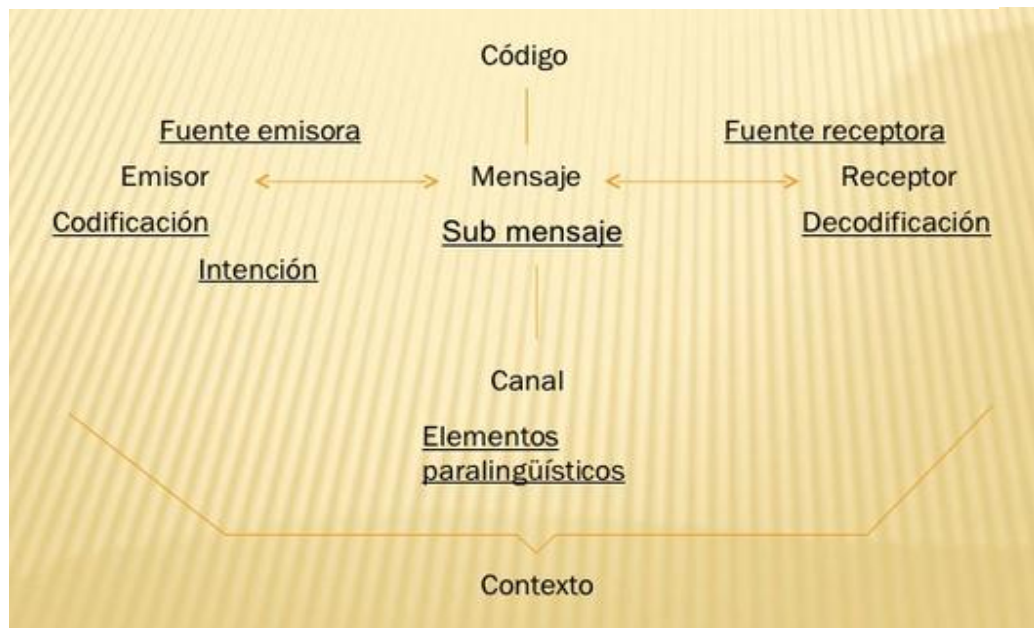 Código
Fuente emisora
Fuente receptora
Emisor
Mensaje
Receptor
Codificación
Sub mensaje
Decodificación
Intención
Canal
Elementos
paralingüísticos
Contexto